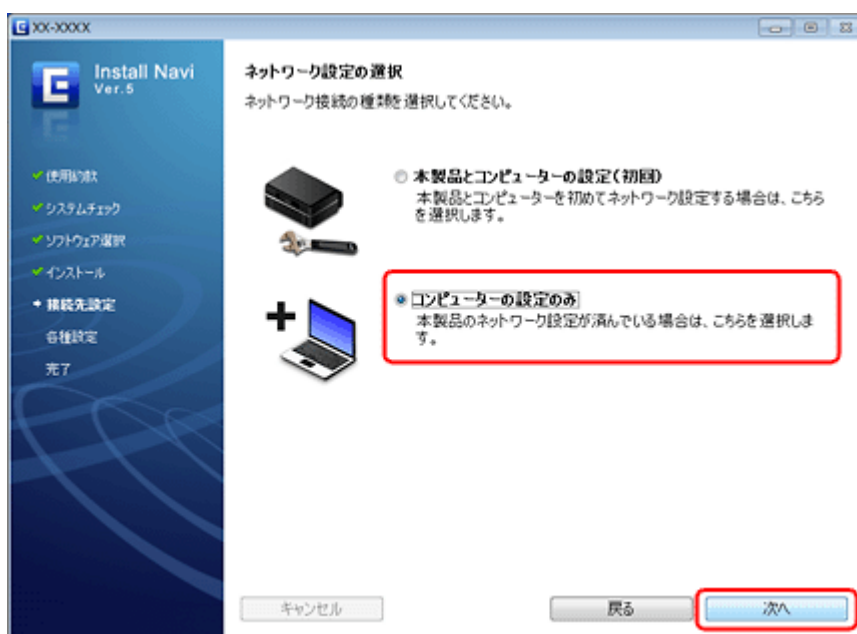 XX-XXXX
Install Navi
Ver.5
使用約款
システムチェック
ソフトウェア選択
インストール
接続先設定
各種設定
完了
ネットワーク設定の選択
ネットワーク接続の種類を選択してください。
本製品とコンピューターの設定(初回)
本製品とコンピューターを初めてネットワーク設定する場合は、こちら
を選択します。
コンピューターの設定のみ
本製品のネットワーク設定が済んでいる場合は、こちらを選択しま
す。
キャンセル
戻る
次へ